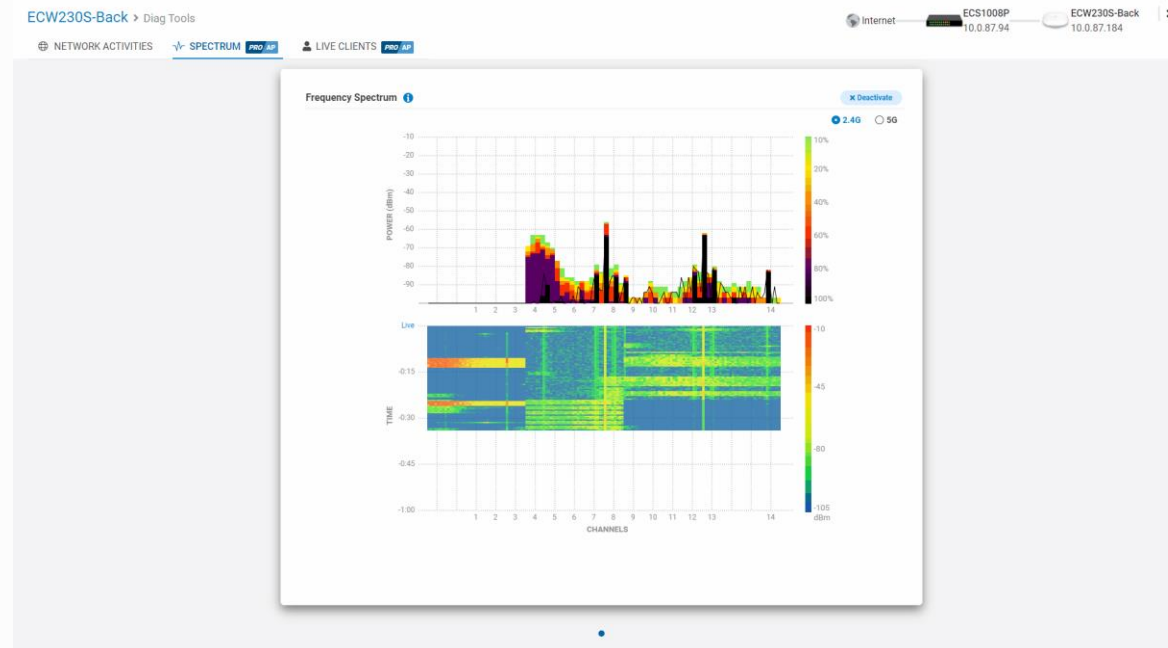 ECW230S-Back > Diag Tools
Internet
ECS1008P
10.0.87.94
ECW230S-Back
10.0.87.184
NETWORK ACTIVITIES
SPECTRUM PRO AP
LIVE CLIENTS PRO AP
Frequency Spectrum
× Deactivate
2.4G 5G
POWER (dBm)
-10
-20
-30
-40
-50
-60
-70
-80
-90
10%
20%
40%
60%
80%
100%
1 2 3 4 5 6 7 8 9 10 11 12 13 14
TIME
Live
-0:15
-0:30
-0:45
-1:00
-10
-45
-80
-105
dBm
1 2 3 4 5 6 7 8 9 10 11 12 13 14
CHANNELS